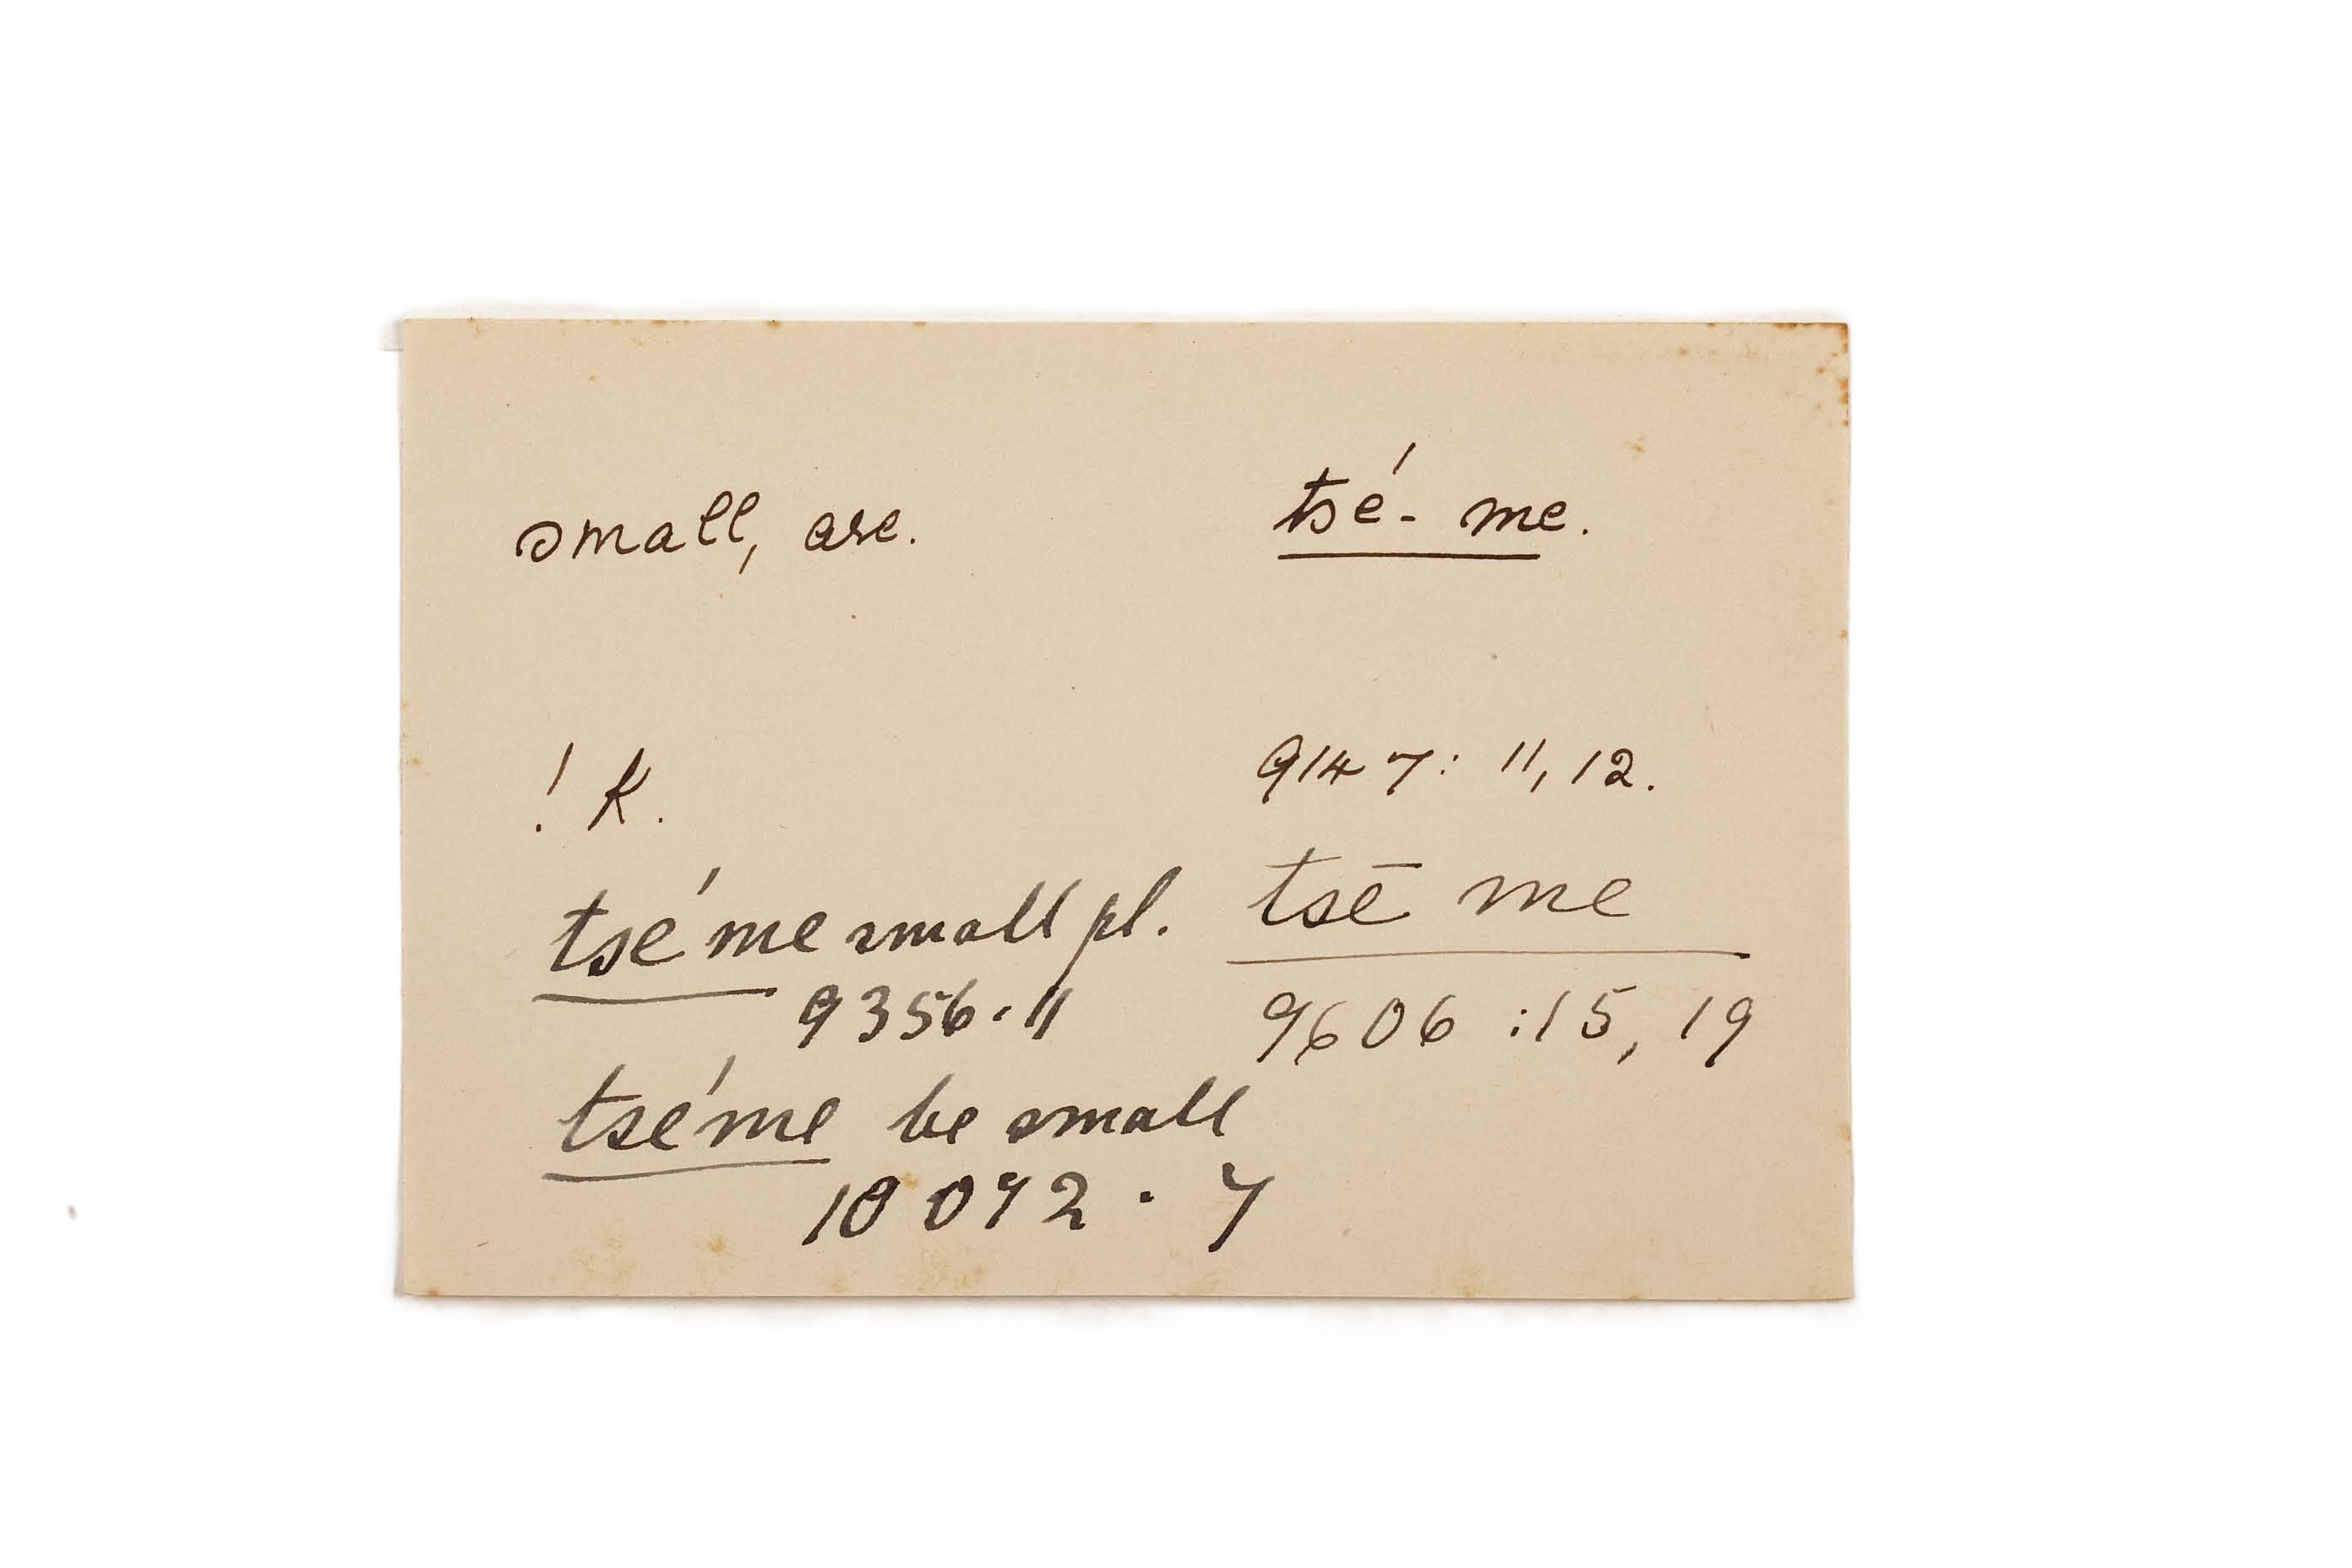 small, are. tsé-me.
! K. 9147: 11, 12.
tsé me small pl. tsē me
9356.11 9606 :15, 19
tsé me be small
10092.7